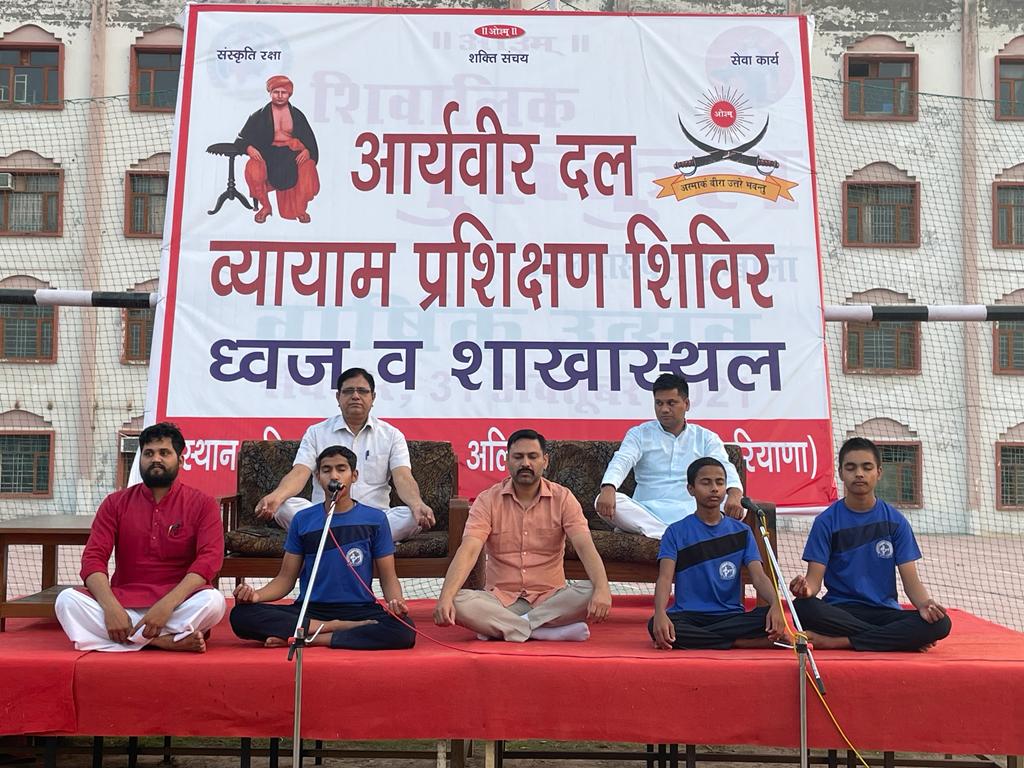 ॥ ओ३म् ॥
संस्कृति रक्षा
शक्ति संचय
सेवा कार्य
ओ३म्
आर्यवीर दल
अस्माकं वीरा उत्तरे भवन्तु
व्यायाम प्रशिक्षण शिविर
ध्वज व शाखास्थल